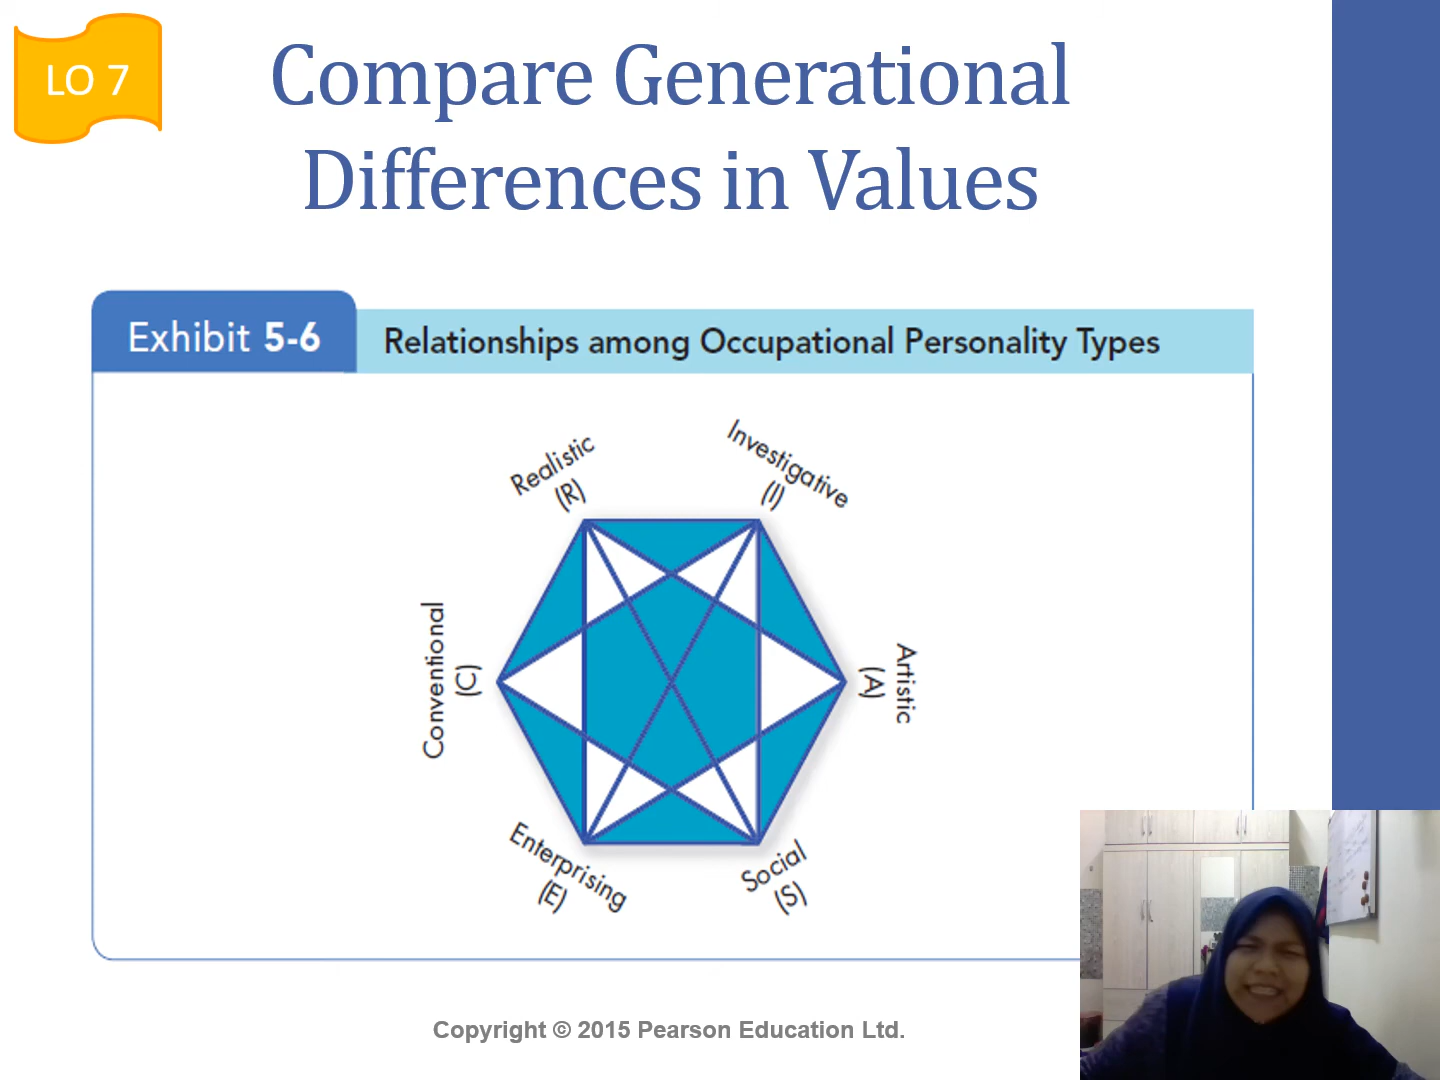 LO 7
Compare Generational
Differences in Values
Exhibit 5-6
Relationships among Occupational Personality Types
Realistic
(R)
Investigative
(I)
Conventional
(C)
Artistic
(A)
Enterprising
(E)
Social
(S)
Copyright © 2015 Pearson Education Ltd.